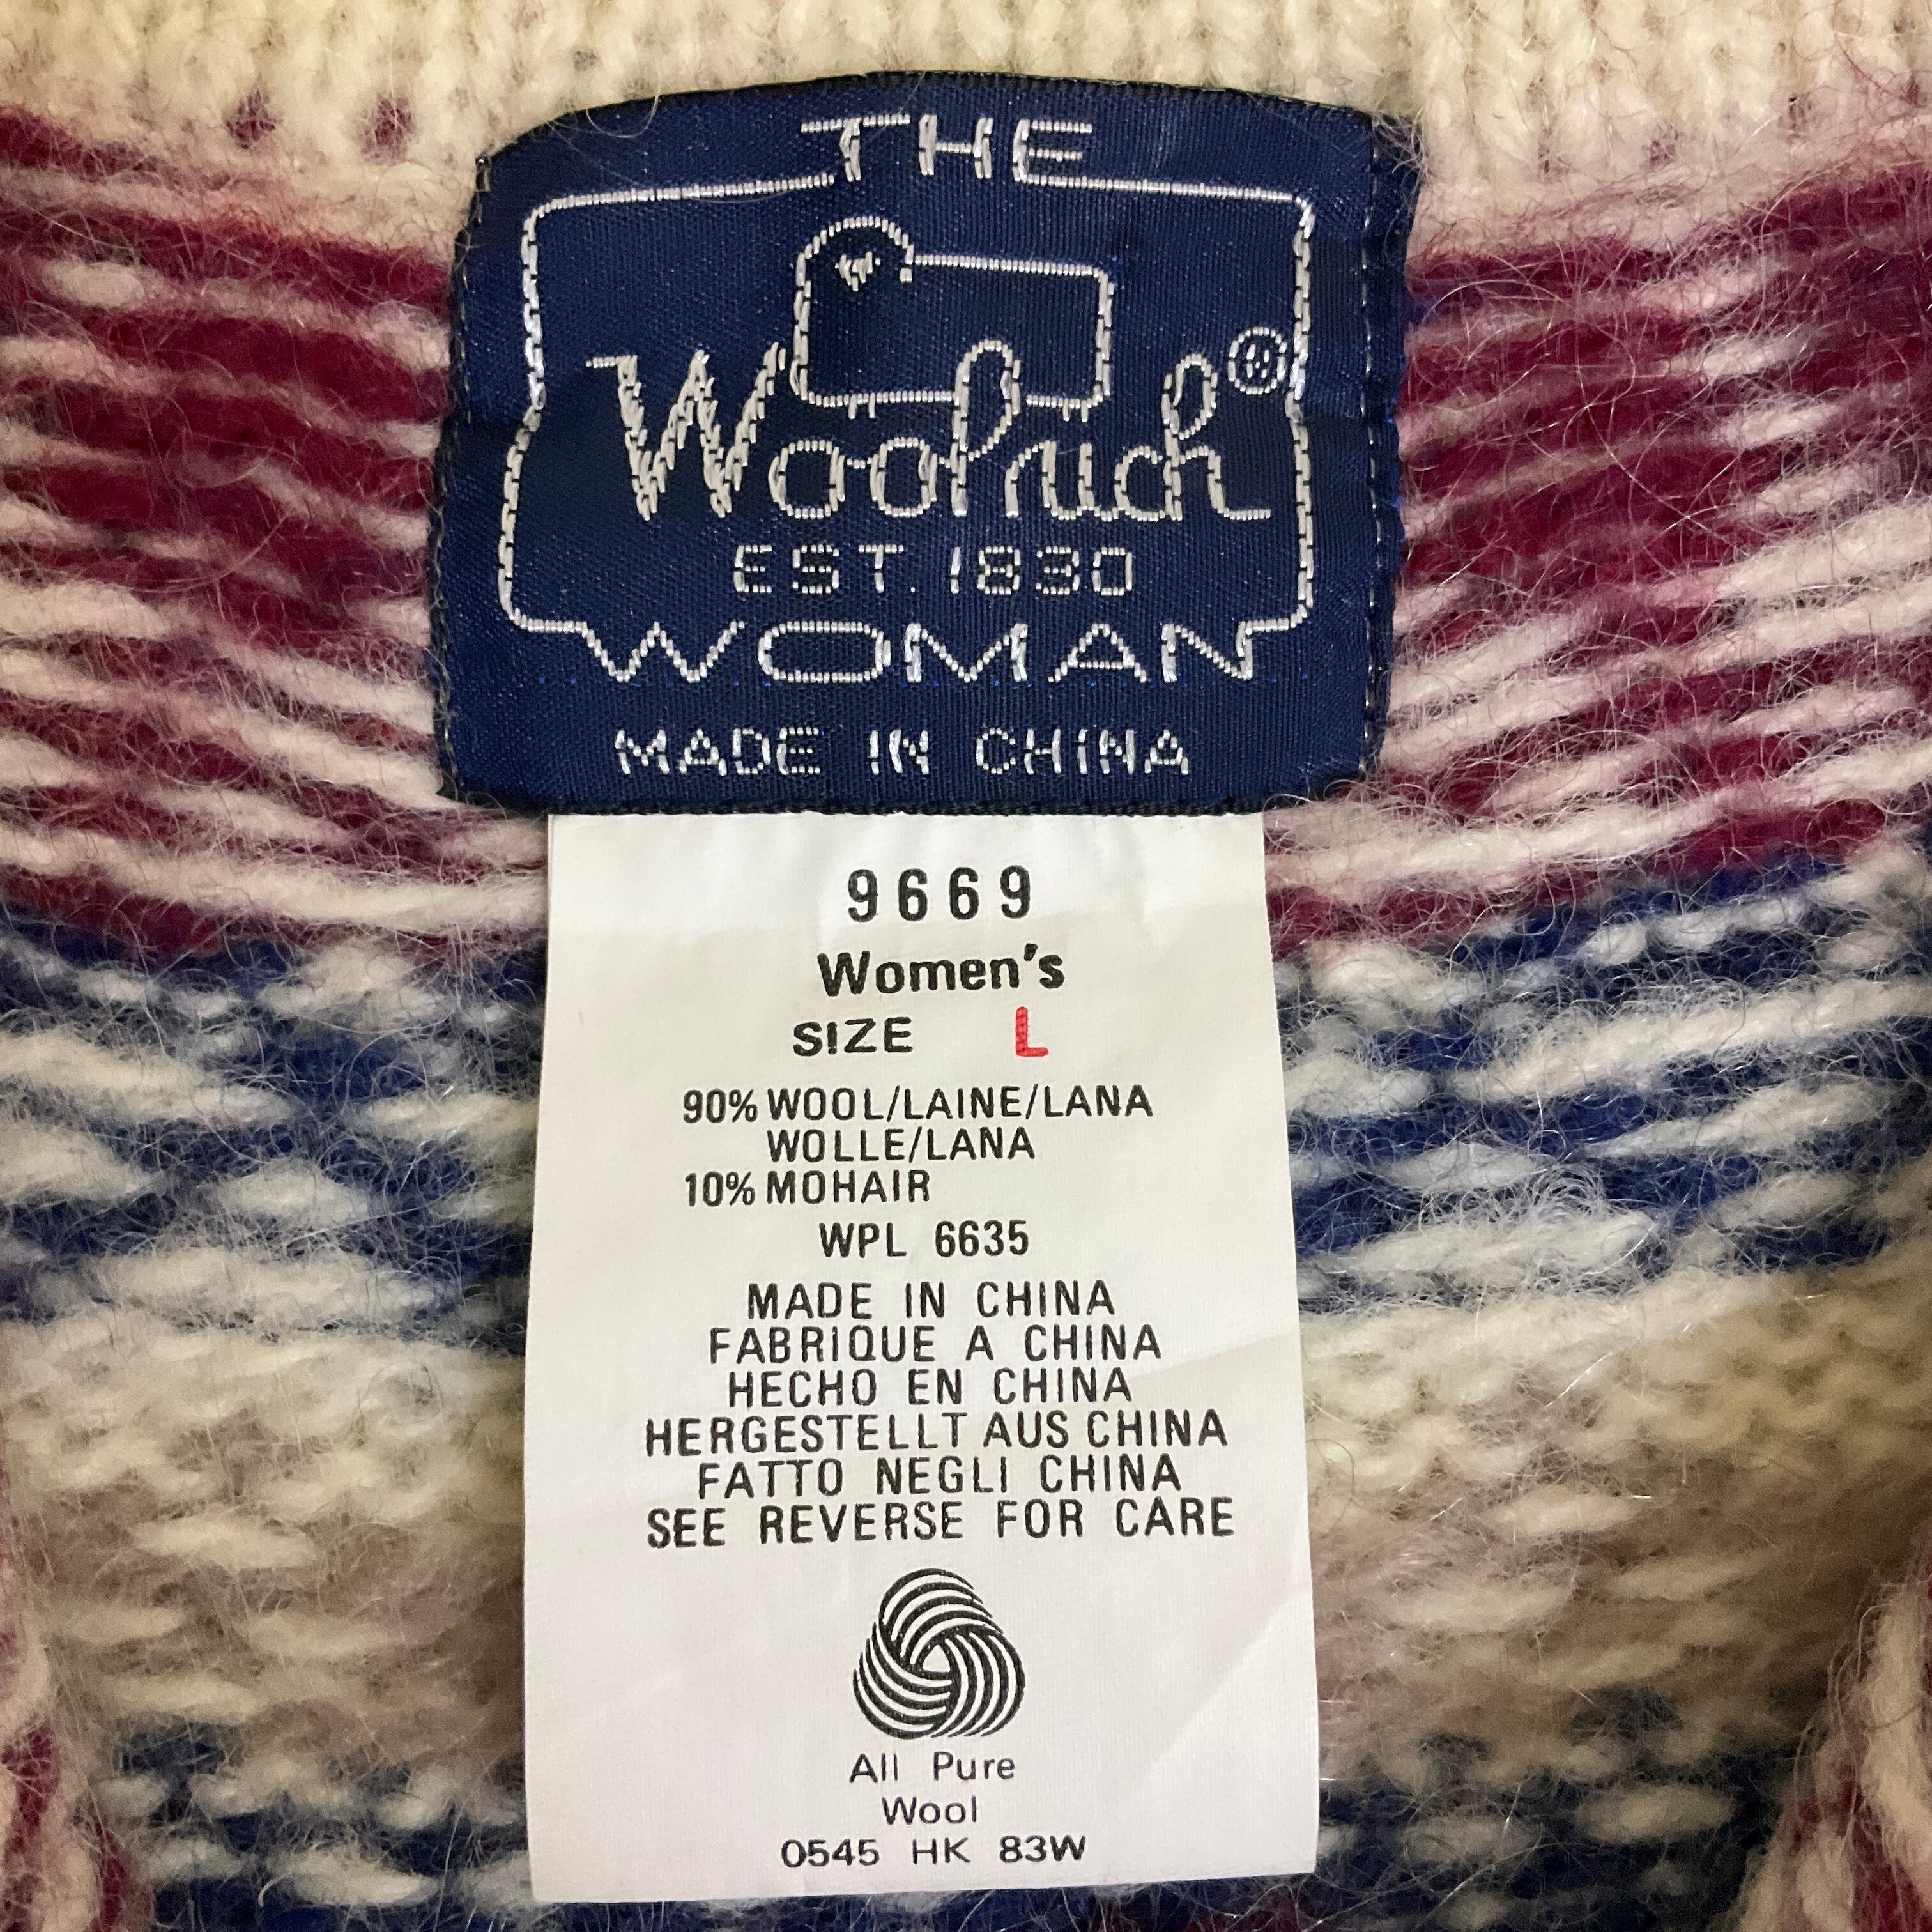 THE
Woolrich®
EST. 1830
WOMAN
MADE IN CHINA
9669
Women's
SIZE L
90% WOOL/LAINE/LANA
WOLLE/LANA
10% MOHAIR
WPL 6635
MADE IN CHINA
FABRIQUE A CHINA
HECHO EN CHINA
HERGESTELLT AUS CHINA
FATTO NEGLI CHINA
SEE REVERSE FOR CARE
All Pure
Wool
0545 HK 83W